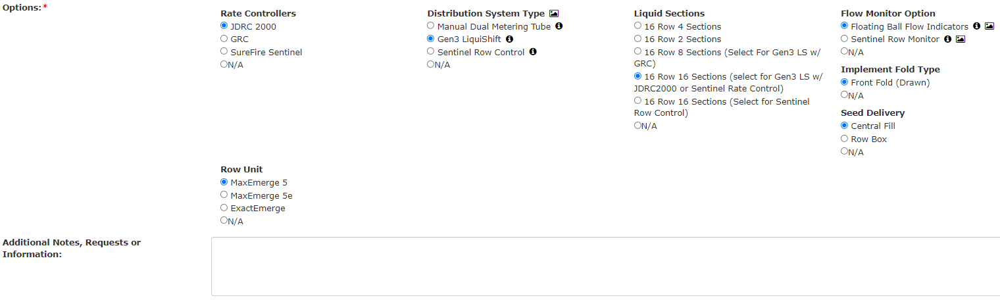 Options:*
Rate Controllers
JDRC 2000
GRC
SureFire Sentinel
N/A
Distribution System Type
Manual Dual Metering Tube
Gen3 LiquiShift
Sentinel Row Control
N/A
Liquid Sections
16 Row 4 Sections
16 Row 2 Sections
16 Row 8 Sections (Select For Gen3 LS w/
GRC)
16 Row 16 Sections (select for Gen3 LS w/
JDRC2000 or Sentinel Rate Control)
16 Row 16 Sections (Select for Sentinel
Row Control)
N/A
Flow Monitor Option
Floating Ball Flow Indicators
Sentinel Row Monitor
N/A
Implement Fold Type
Front Fold (Drawn)
N/A
Seed Delivery
Central Fill
Row Box
N/A
Row Unit
MaxEmerge 5
MaxEmerge 5e
ExactEmerge
N/A
Additional Notes, Requests or
Information: